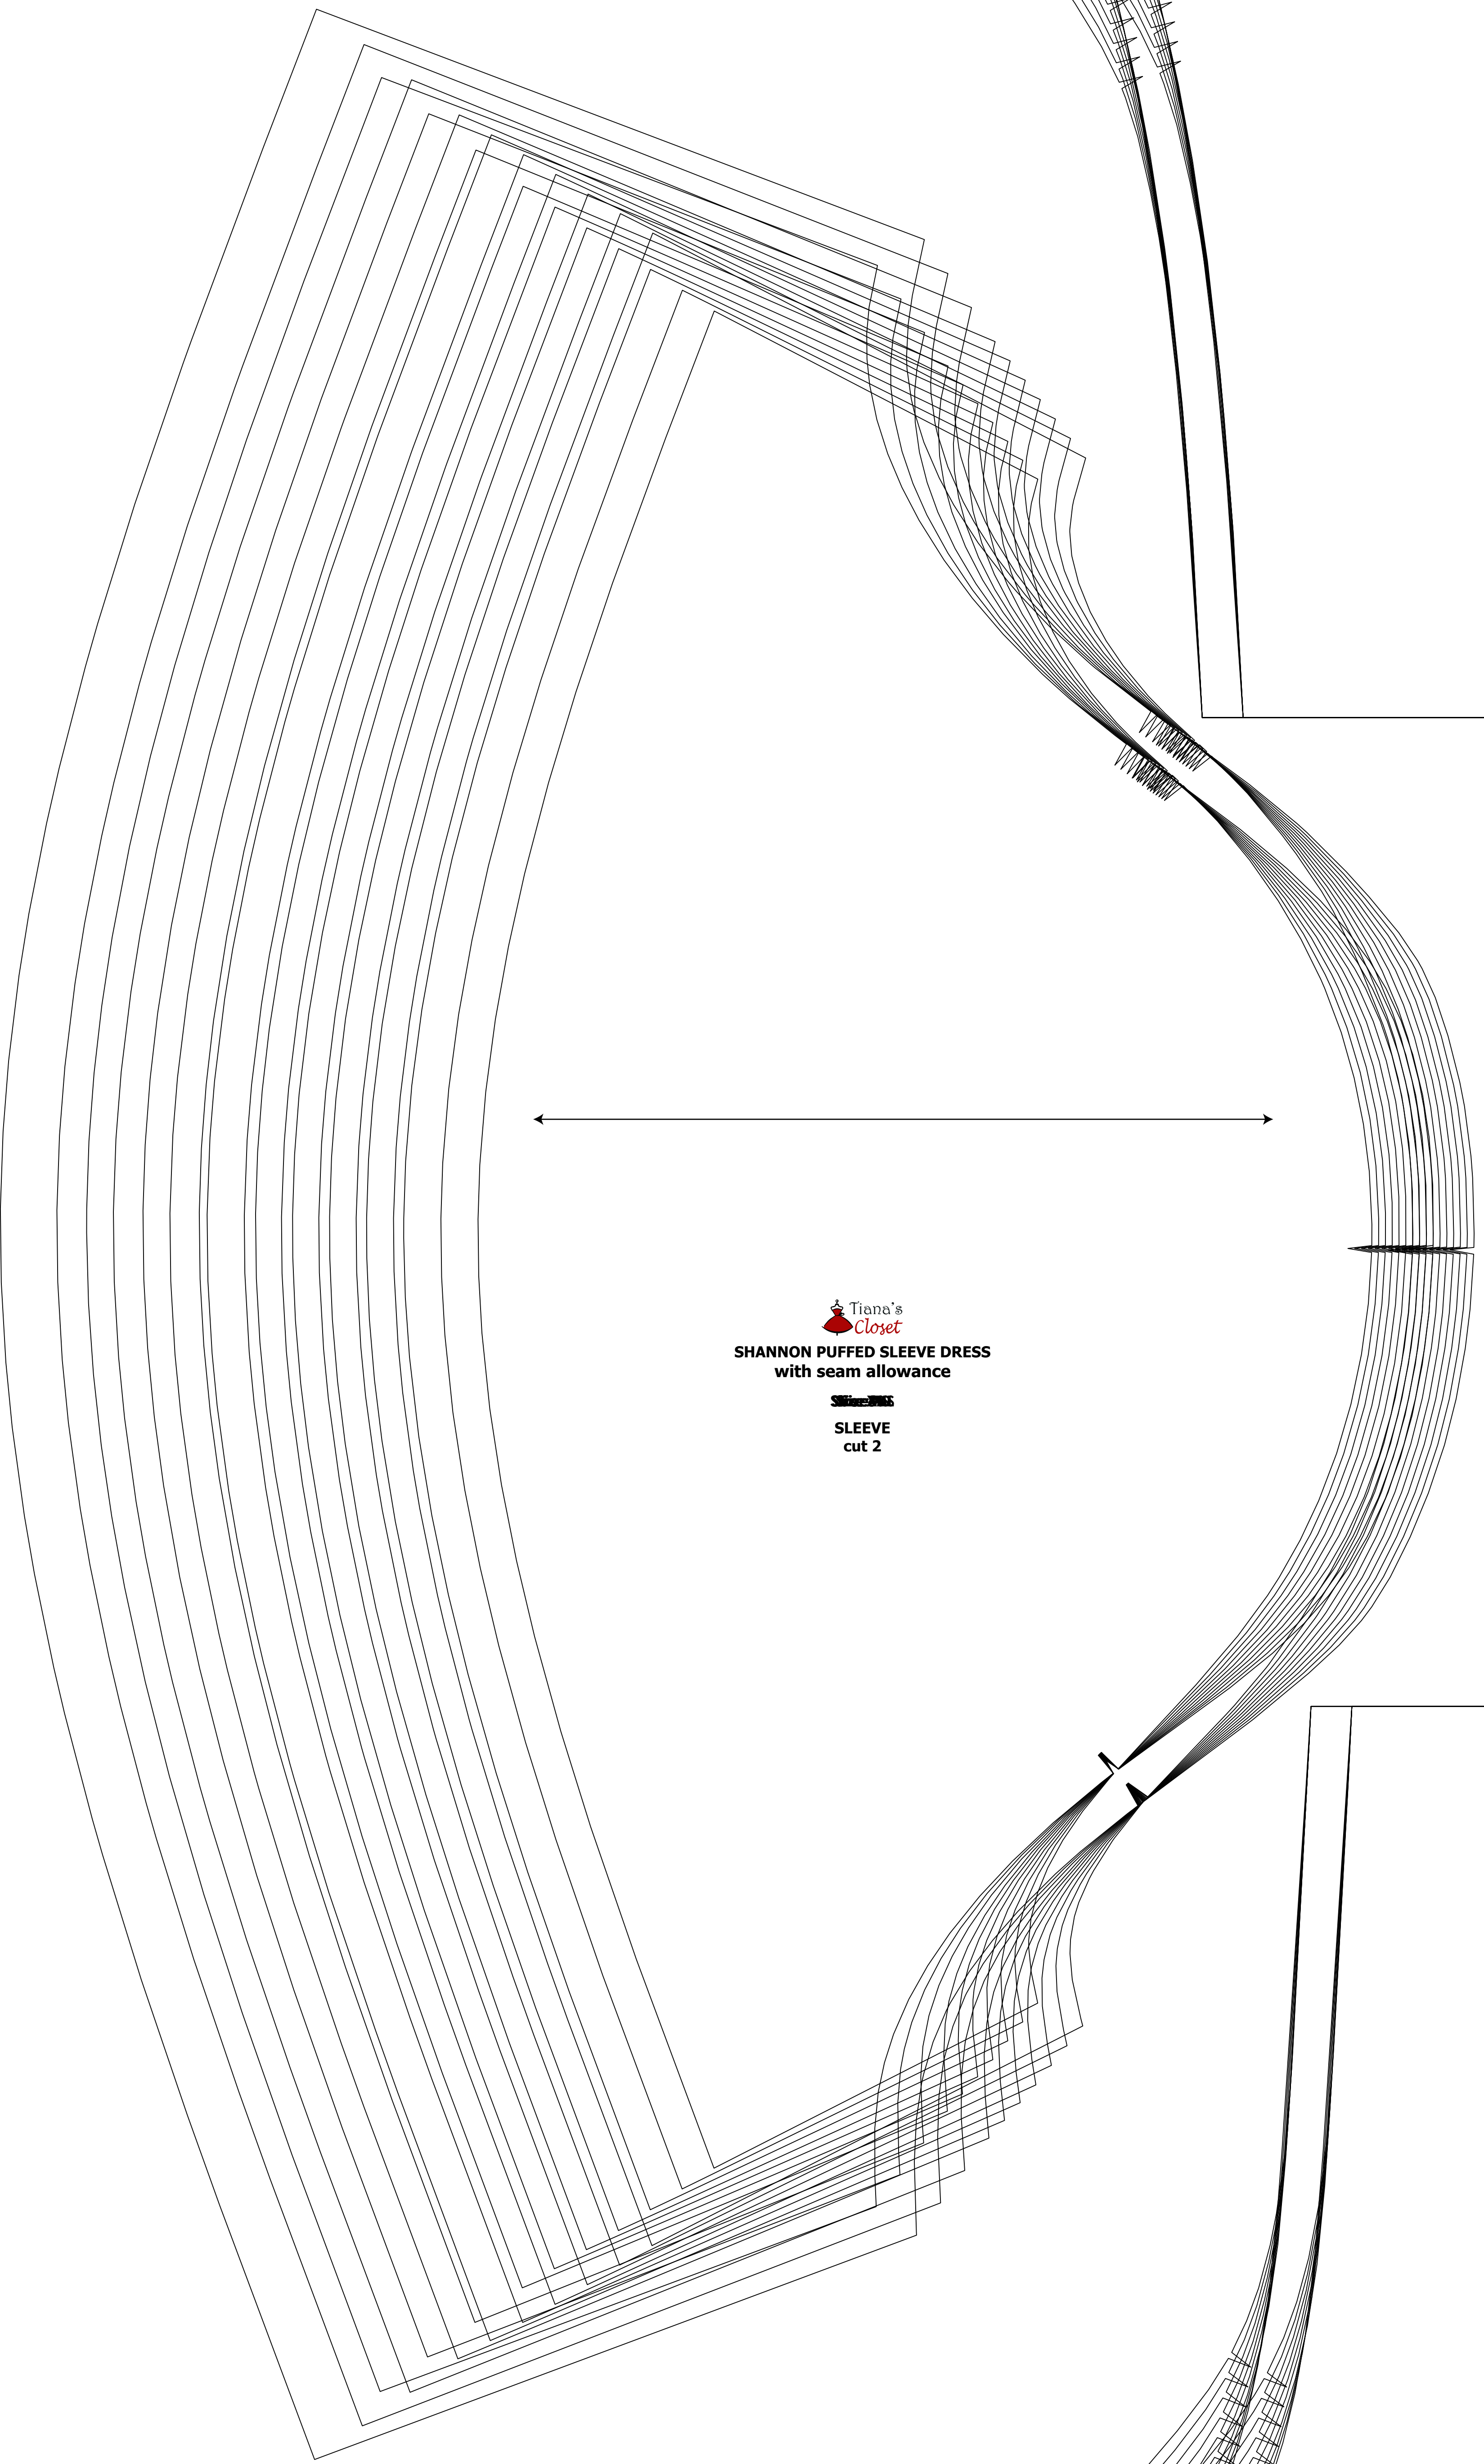 Tiana's
Closet
SHANNON PUFFED SLEEVE DRESS
with seam allowance
SLEEVE
cut 2